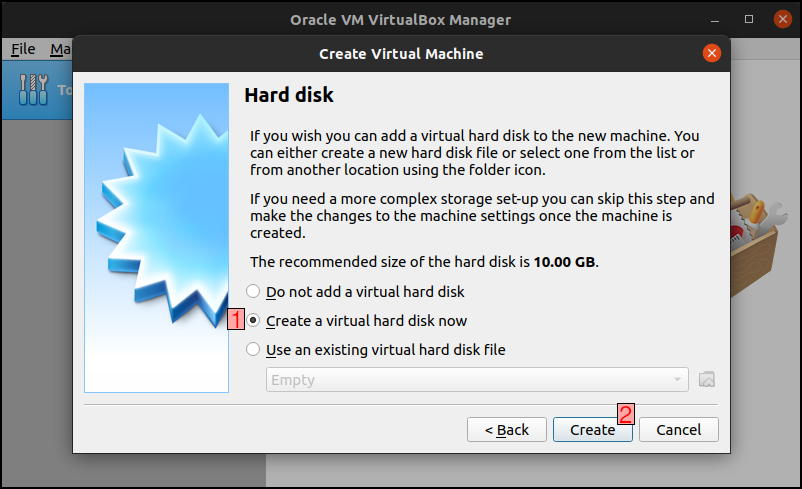 Oracle VM VirtualBox Manager
File Ma
Create Virtual Machine
To
Hard disk
If you wish you can add a virtual hard disk to the new machine. You
can either create a new hard disk file or select one from the list or
from another location using the folder icon.
If you need a more complex storage set-up you can skip this step and
make the changes to the machine settings once the machine is
created.
The recommended size of the hard disk is 10.00 GB.
Do not add a virtual hard disk
1 Create a virtual hard disk now
Use an existing virtual hard disk file
Empty
2
< Back Create Cancel